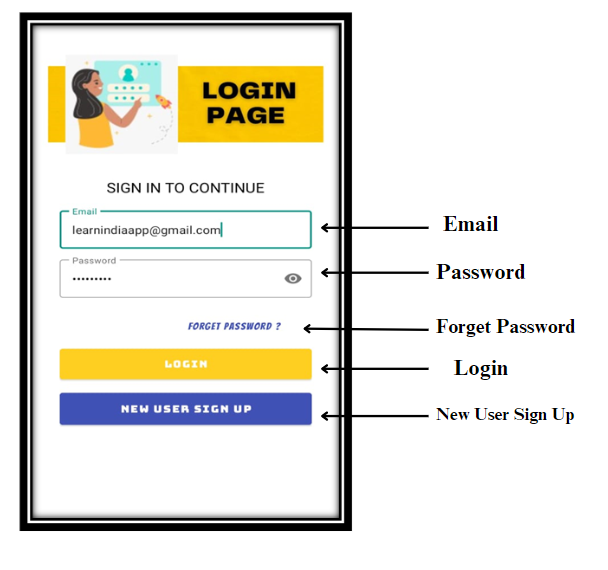 LOGIN
PAGE
SIGN IN TO CONTINUE
Email
learnindiaapp@gmail.com
Email
Password
•••••••••
Password
FORGET PASSWORD ?
Forget Password
LOGIN
Login
NEW USER SIGN UP
New User Sign Up